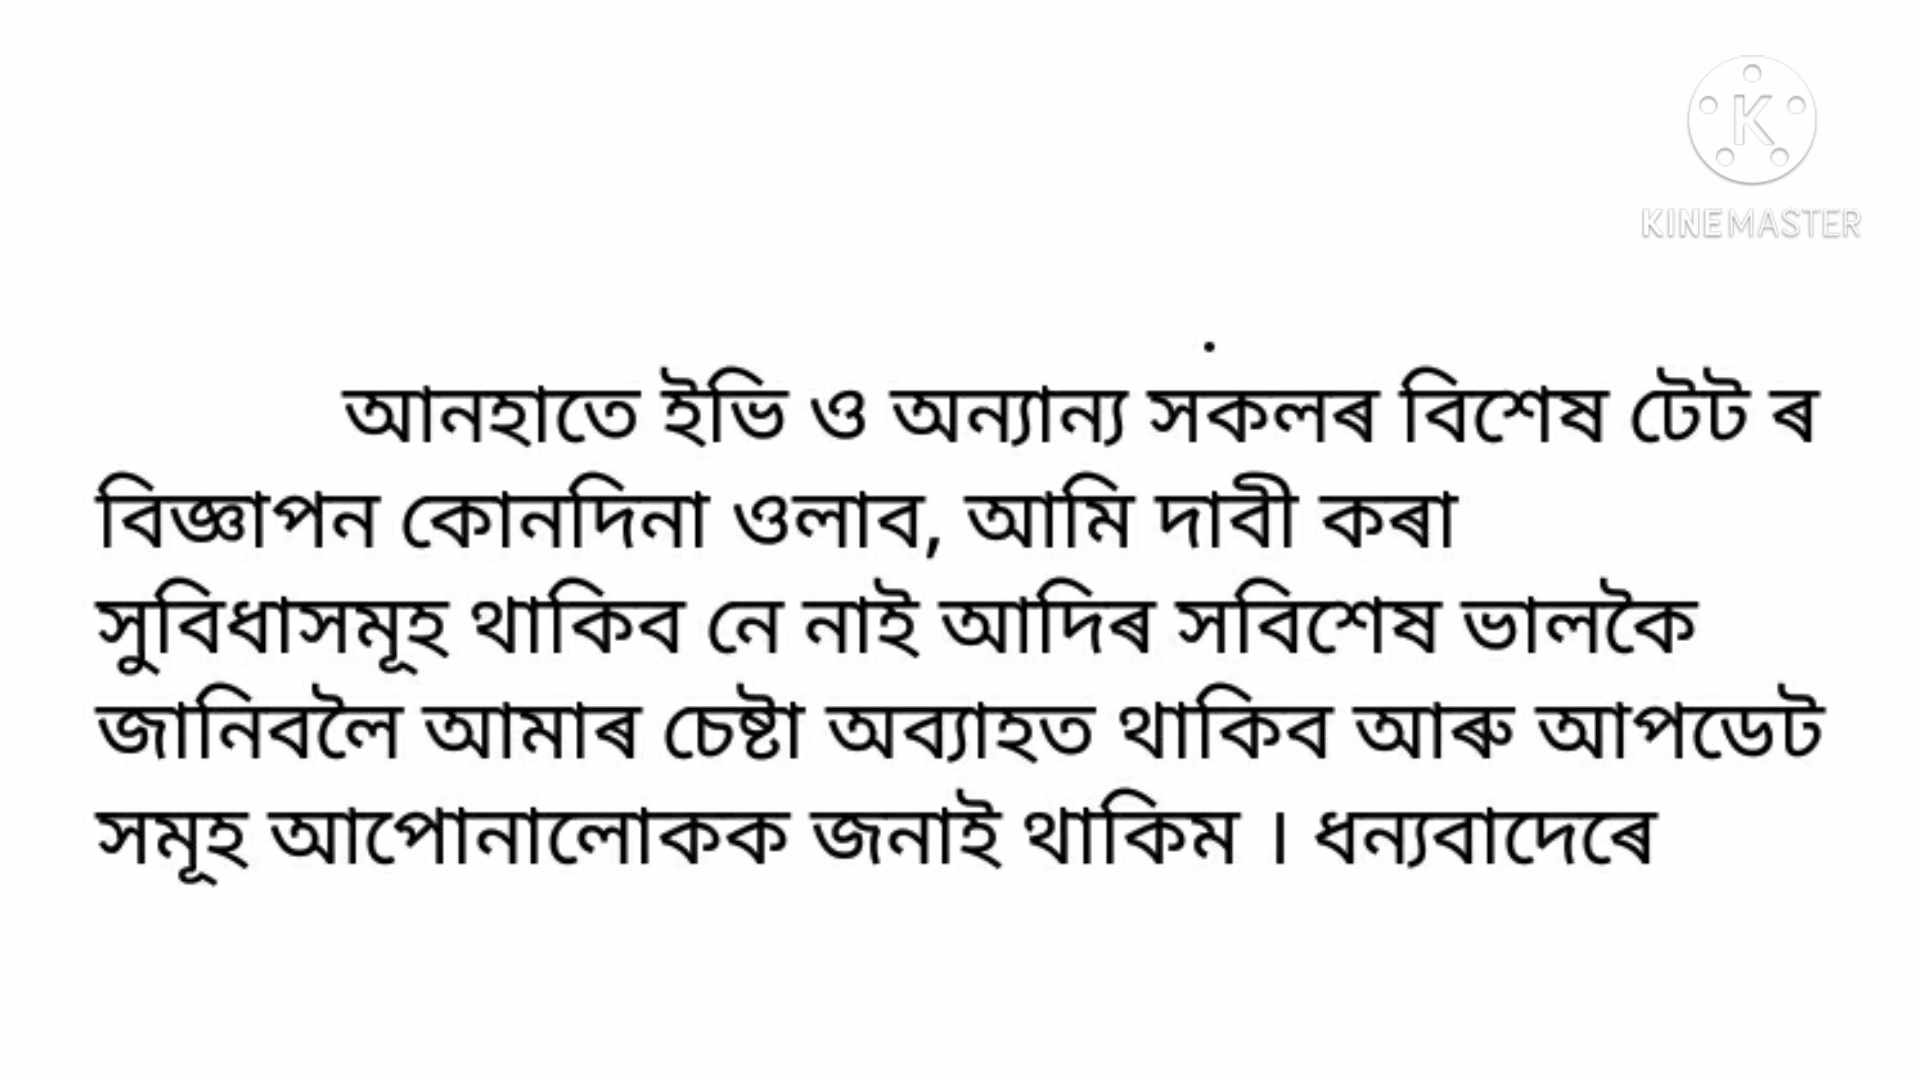 KINEMASTER
আনহাতে ইভি ও অন্যান্য সকলৰ বিশেষ টেট ৰ
বিজ্ঞাপন কোনদিনা ওলাব, আমি দাবী কৰা
সুবিধাসমূহ থাকিব নে নাই আদিৰ সবিশেষ ভালকৈ
জানিবলৈ আমাৰ চেষ্টা অব্যাহত থাকিব আৰু আপডেট
সমূহ আপোনালোকক জনাই থাকিম । ধন্যবাদেৰে